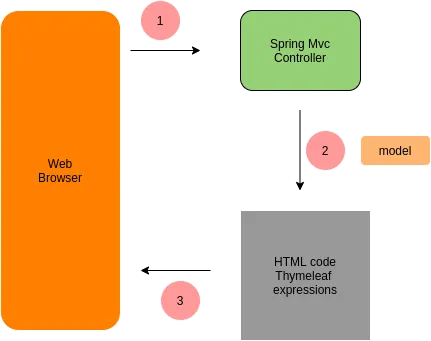 1
Spring Mvc
Controller
2
model
Web
Browser
HTML code
Thymeleaf
expressions
3